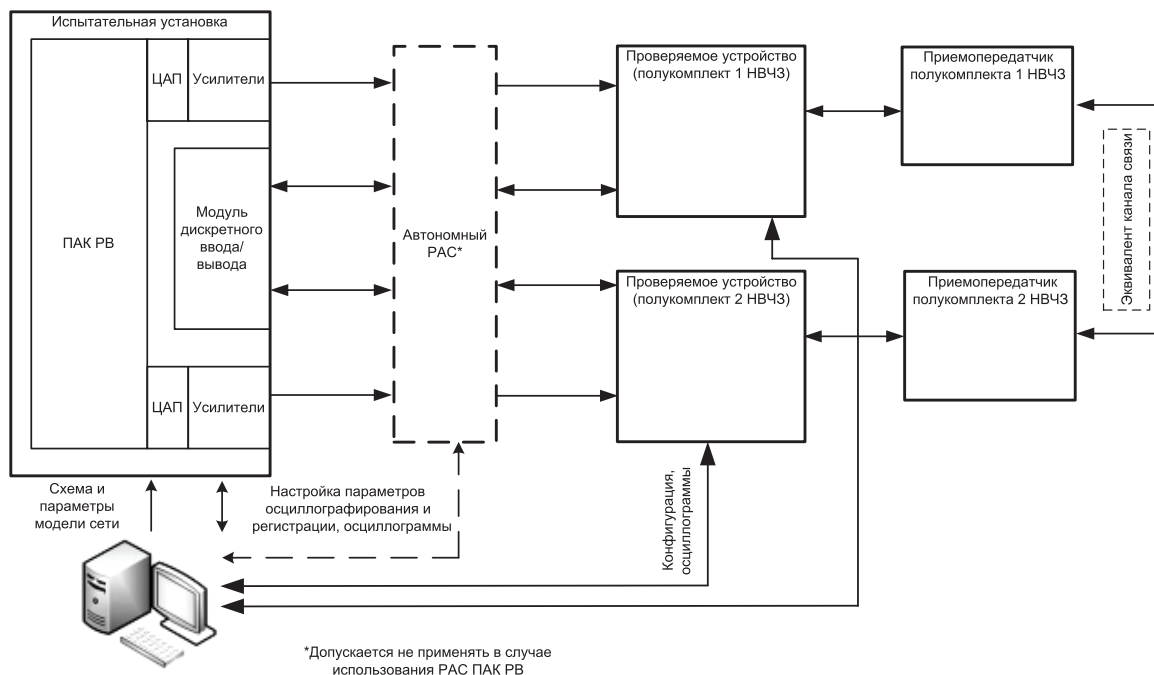 Испытательная установка
ПАК РВ
ЦАП
Усилители
Модуль
дискретного
ввода/
вывода
ЦАП
Усилители
Автономный
РАС*
Проверяемое устройство
(полукомплект 1 НВЧЗ)
Приемопередатчик
полукомплекта 1 НВЧЗ
Эквивалент канала связи
Проверяемое устройство
(полукомплект 2 НВЧЗ)
Приемопередатчик
полукомплекта 2 НВЧЗ
Схема и
параметры
модели сети
Настройка параметров
осциллографирования и
регистрации, осциллограммы
Конфигурация,
осциллограммы
*Допускается не применять в случае
использования РАС ПАК РВ